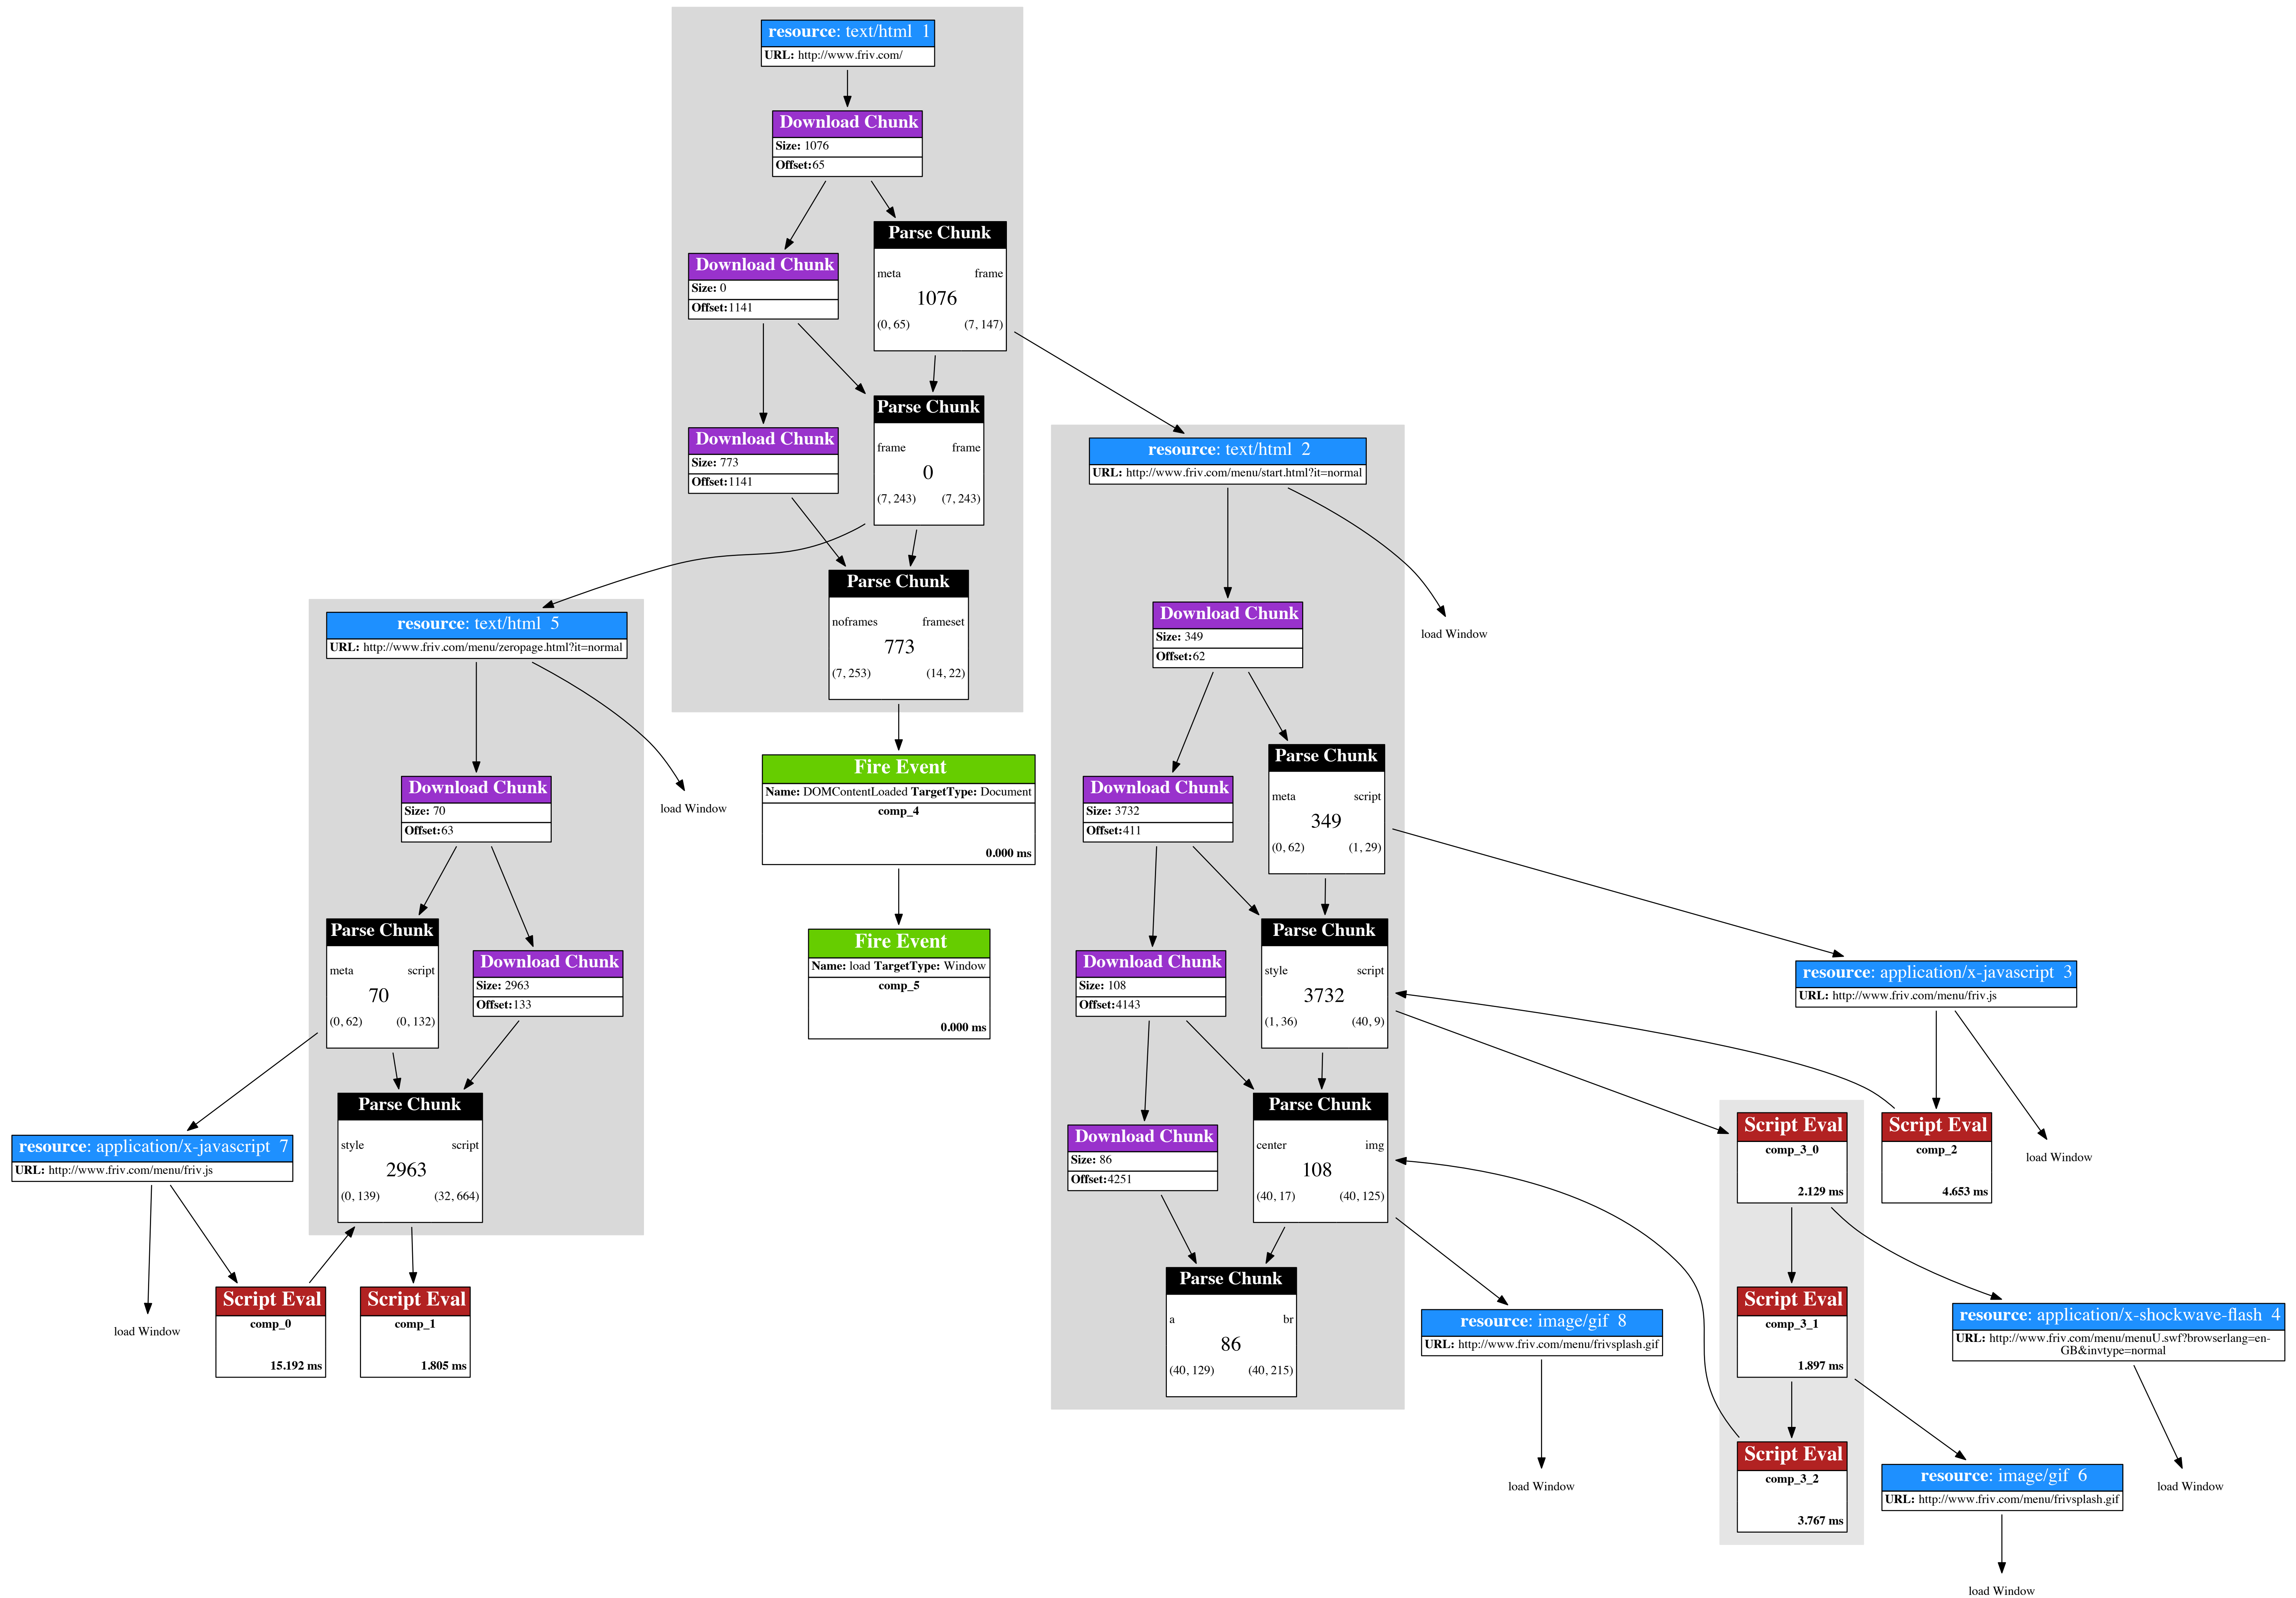 resource: text/html 1
URL: http://www.friv.com/
Download Chunk
Size: 1076
Offset:65
Parse Chunk
meta frame
1076
(0, 65) (7, 147)
Download Chunk
Size: 0
Offset:1141
Parse Chunk
frame frame
0
(7, 243) (7, 243)
Download Chunk
Size: 773
Offset:1141
Parse Chunk
noframes frameset
773
(7, 253) (14, 22)
Fire Event
Name: DOMContentLoaded TargetType: Document
comp_4
0.000 ms
Fire Event
Name: load TargetType: Window
comp_5
0.000 ms
resource: text/html 5
URL: http://www.friv.com/menu/zeropage.html?it=normal
load Window
Download Chunk
Size: 70
Offset:63
Parse Chunk
meta script
70
(0, 62) (0, 132)
Download Chunk
Size: 2963
Offset:133
Parse Chunk
style script
2963
(0, 139) (32, 664)
resource: application/x-javascript 7
URL: http://www.friv.com/menu/friv.js
load Window
Script Eval
comp_0
15.192 ms
Script Eval
comp_1
1.805 ms
resource: text/html 2
URL: http://www.friv.com/menu/start.html?it=normal
load Window
Download Chunk
Size: 349
Offset:62
Parse Chunk
meta script
349
(0, 62) (1, 29)
Download Chunk
Size: 3732
Offset:411
Parse Chunk
style script
3732
(1, 36) (40, 9)
Download Chunk
Size: 108
Offset:4143
Parse Chunk
center img
108
(40, 17) (40, 125)
Download Chunk
Size: 86
Offset:4251
Parse Chunk
a br
86
(40, 129) (40, 215)
resource: image/gif 8
URL: http://www.friv.com/menu/frivsplash.gif
load Window
resource: application/x-javascript 3
URL: http://www.friv.com/menu/friv.js
Script Eval
comp_2
4.653 ms
load Window
Script Eval
comp_3_0
2.129 ms
Script Eval
comp_3_1
1.897 ms
Script Eval
comp_3_2
3.767 ms
resource: application/x-shockwave-flash 4
URL: http://www.friv.com/menu/menuU.swf?browserlang=en-
GB&invtype=normal
load Window
resource: image/gif 6
URL: http://www.friv.com/menu/frivsplash.gif
load Window